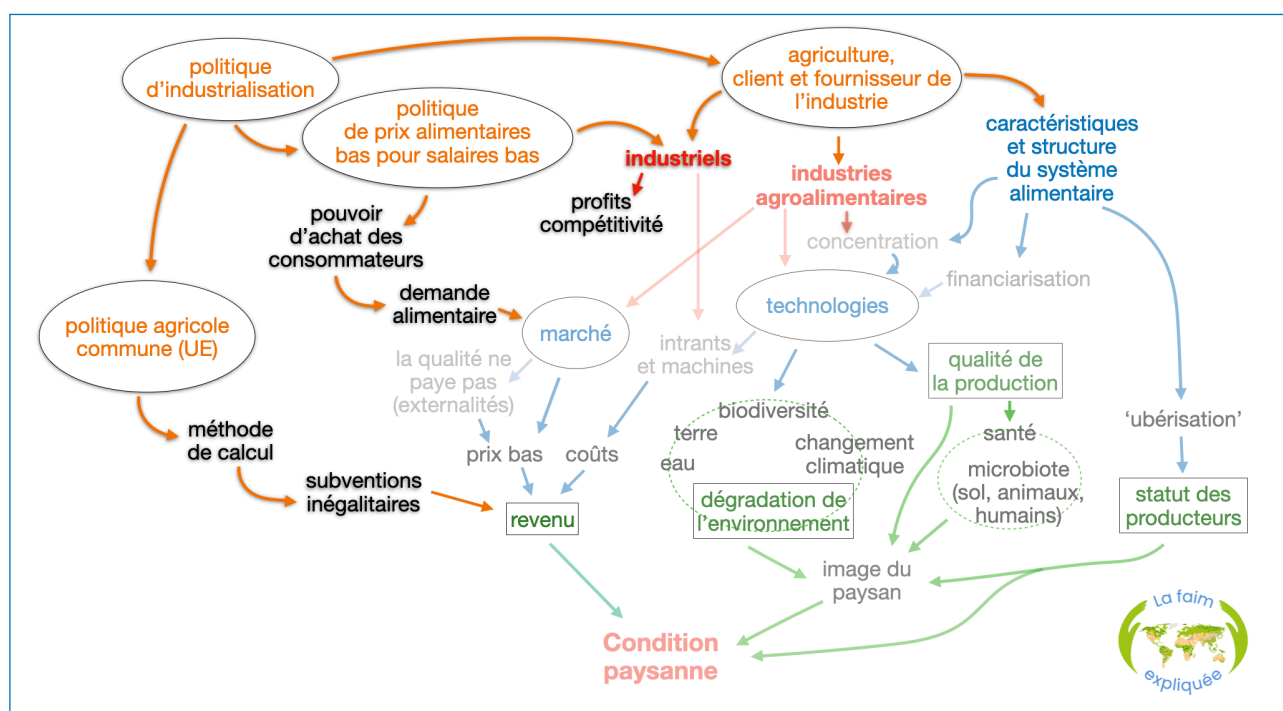 politique
d’industrialisation
politique
de prix alimentaires
bas pour salaires bas
agriculture,
client et fournisseur de
l’industrie
caractéristiques
et structure
du système
alimentaire
industriels
industries
agroalimentaires
profits
compétitivité
pouvoir
d’achat des
consommateurs
concentration
financiarisation
demande
alimentaire
technologies
politique agricole
commune (UE)
marché
intrants
et machines
la qualité ne
paye pas
(externalités)
qualité de
la production
biodiversité
terre
eau
changement
climatique
santé
‘ubérisation’
méthode
de calcul
prix bas
coûts
microbiote
(sol, animaux,
humains)
subventions
inégalitaires
revenu
dégradation de
l’environnement
statut des
producteurs
image du
paysan
Condition
paysanne
La faim
expliquée